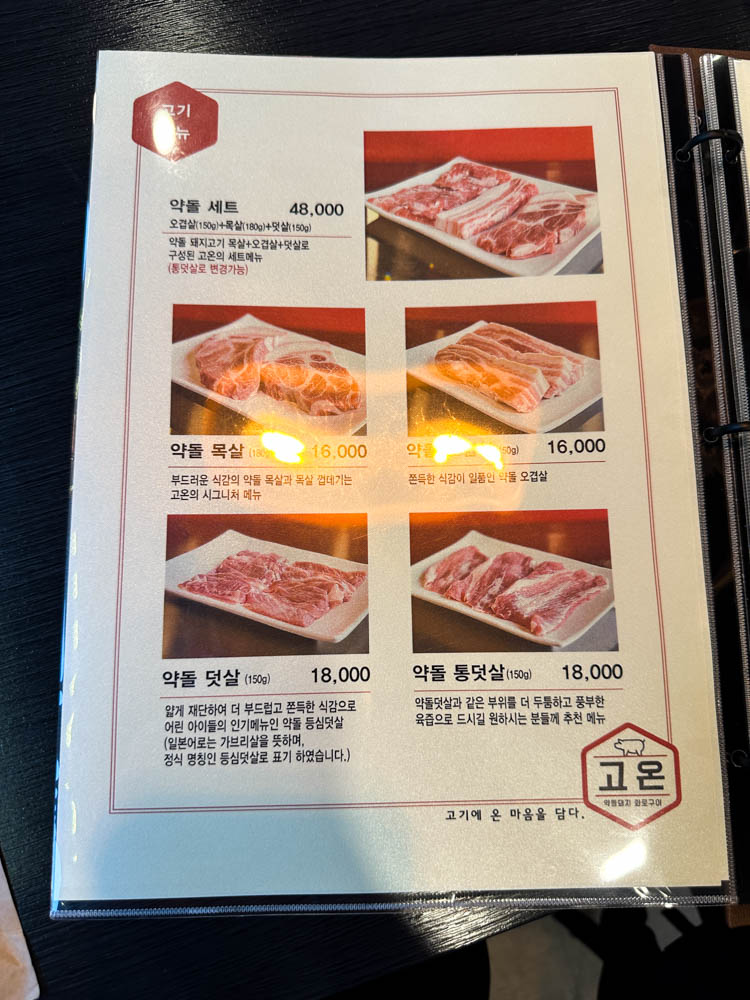 고기
뉴
약돌 세트 48,000
오겹살(150g)+목살(180g)+덧살(150g)
약돌 돼지고기 목살+오겹살+덧살로
구성된 고온의 세트메뉴
(통덧살로 변경가능)
약돌 목살 16,000
부드러운 식감의 약돌 목살과 목살 껍데기는
고온의 시그니처 메뉴
16,000
쫀득한 식감이 일품인 약돌 오겹살
약돌 덧살 (150g) 18,000
얇게 재단하여 더 부드럽고 쫀득한 식감으로
어린 아이들의 인기메뉴인 약돌 등심덧살
(일본어로는 가브리살을 뜻하며,
정식 명칭인 등심덧살로 표기 하였습니다.)
약돌 통덧살 (150g) 18,000
약돌덧살과 같은 부위를 더 두툼하고 풍부한
육즙으로 드시길 원하시는 분들께 추천 메뉴
고온
약돌돼지 화로구이
고기에 온 마음을 담다.